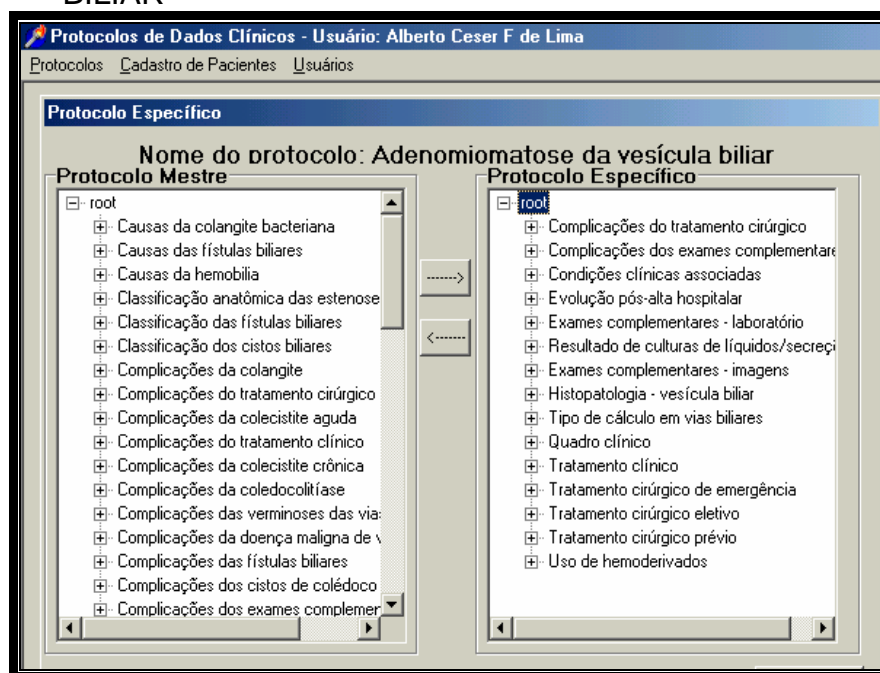 BILIAR
Protocolos de Dados Clínicos - Usuário: Alberto Ceser F de Lima
Protocolos Cadastro de Pacientes Usuários
Protocolo Específico
Nome do protocolo: Adenomiomatose da vesícula biliar
Protocolo Mestre
root
Causas da colangite bacteriana
Causas das fístulas biliares
Causas da hemobilia
Classificação anatômica das estenose
Classificação das fístulas biliares
Classificação dos cistos biliares
Complicações da colangite
Complicações do tratamento cirúrgico
Complicações da colecistite aguda
Complicações do tratamento clínico
Complicações da colecistite crônica
Complicações da coledocolitíase
Complicações das verminoses das via
Complicações da doença maligna de v
Complicações das fístulas biliares
Complicações dos cistos de colédoco
Complicações dos exames complemen
------->
<-------
Protocolo Específico
root
Complicações do tratamento cirúrgico
Complicações dos exames complementare
Condições clínicas associadas
Evolução pós-alta hospitalar
Exames complementares - laboratório
Resultado de culturas de líquidos/secreçi
Exames complementares - imagens
Histopatologia - vesícula biliar
Tipo de cálculo em vias biliares
Quadro clínico
Tratamento clínico
Tratamento cirúrgico de emergência
Tratamento cirúrgico eletivo
Tratamento cirúrgico prévio
Uso de hemoderivados